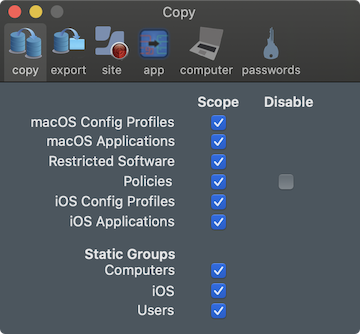 Copy
copy export site app computer passwords
Scope Disable
macOS Config Profiles
macOS Applications
Restricted Software
Policies
iOS Config Profiles
iOS Applications
Static Groups
Computers
iOS
Users